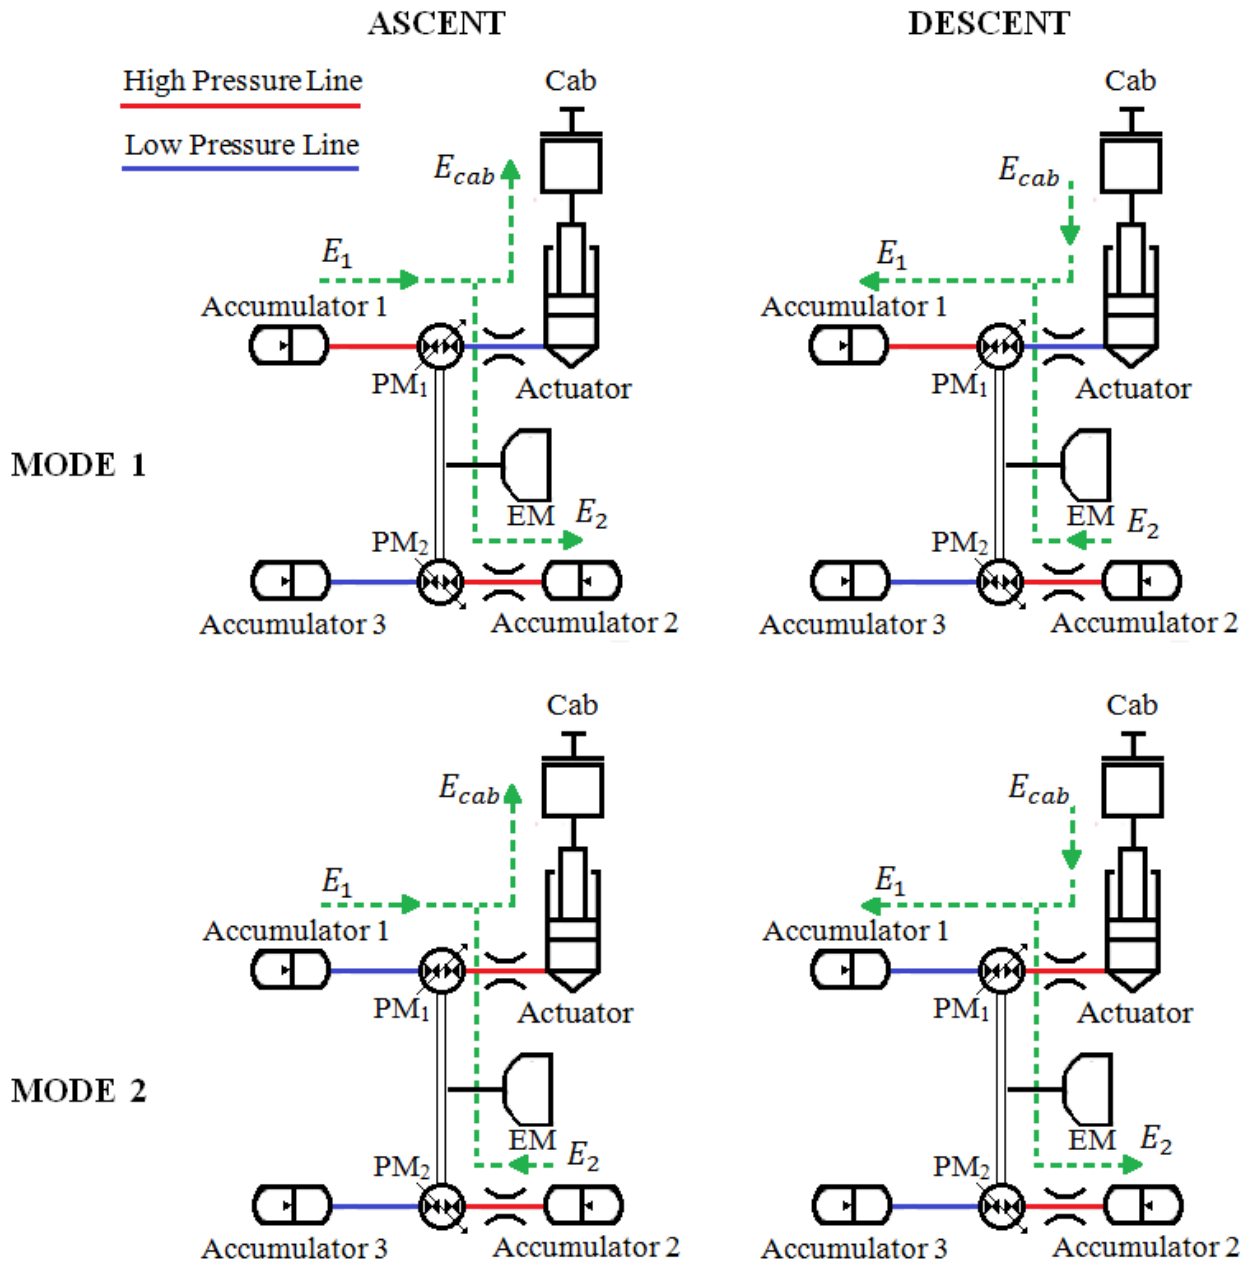 ASCENT
DESCENT
High Pressure Line
Low Pressure Line
Cab
Cab
E_cab
E_cab
E_1
E_1
Accumulator 1
Accumulator 1
PM_1
Actuator
PM_1
Actuator
MODE 1
EM
E_2
EM
E_2
PM_2
PM_2
Accumulator 3
Accumulator 2
Accumulator 3
Accumulator 2
Cab
Cab
E_cab
E_cab
E_1
E_1
Accumulator 1
Accumulator 1
PM_1
Actuator
PM_1
Actuator
MODE 2
EM
E_2
EM
E_2
PM_2
PM_2
Accumulator 3
Accumulator 2
Accumulator 3
Accumulator 2